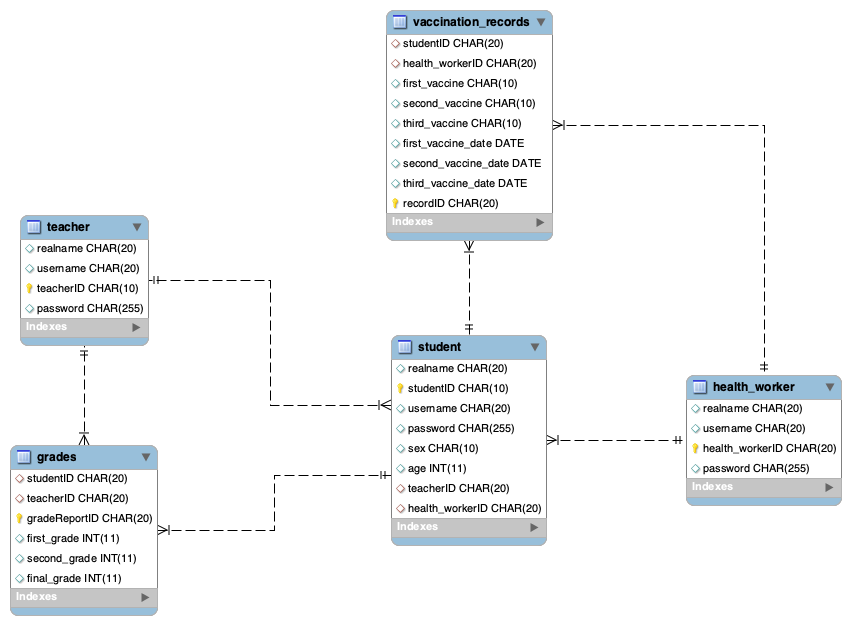 vaccination_records
studentID CHAR(20)
health_workerID CHAR(20)
first_vaccine CHAR(10)
second_vaccine CHAR(10)
third_vaccine CHAR(10)
first_vaccine_date DATE
second_vaccine_date DATE
third_vaccine_date DATE
recordID CHAR(20)
Indexes
teacher
realname CHAR(20)
username CHAR(20)
teacherID CHAR(10)
password CHAR(255)
Indexes
student
realname CHAR(20)
studentID CHAR(10)
username CHAR(20)
password CHAR(255)
sex CHAR(10)
age INT(11)
teacherID CHAR(20)
health_workerID CHAR(20)
Indexes
health_worker
realname CHAR(20)
username CHAR(20)
health_workerID CHAR(20)
password CHAR(255)
Indexes
grades
studentID CHAR(20)
teacherID CHAR(20)
gradeReportID CHAR(20)
first_grade INT(11)
second_grade INT(11)
final_grade INT(11)
Indexes